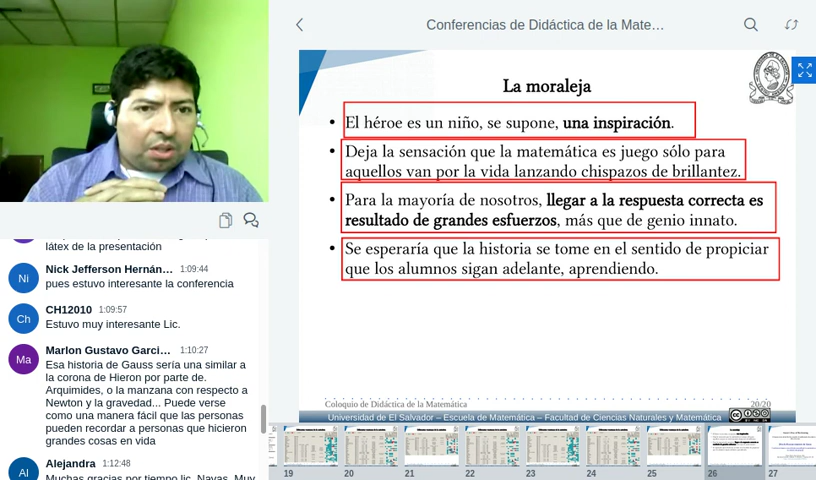 Conferencias de Didáctica de la Mate…
La moraleja
• El héroe es un niño, se supone, una inspiración.
• Deja la sensación que la matemática es juego sólo para
aquellos van por la vida lanzando chispazos de brillantez.
• Para la mayoría de nosotros, llegar a la respuesta correcta es
resultado de grandes esfuerzos, más que de genio innato.
• Se esperaría que la historia se tome en el sentido de propiciar
que los alumnos sigan adelante, aprendiendo.
Coloquio de Didáctica de la Matemática
20/20
Universidad de El Salvador – Escuela de Matemática – Facultad de Ciencias Naturales y Matemática
látex de la presentación
Ni
Nick Jefferson Hernán… 1:09:44
pues estuvo interesante la conferencia
Ch
CH12010 1:09:57
Estuvo muy interesante Lic.
Ma
Marlon Gustavo Garci… 1:10:27
Esa historia de Gauss sería una similar a
la corona de Hieron por parte de.
Arquimides, o la manzana con respecto a
Newton y la gravedad... Puede verse
como una manera fácil que las personas
pueden recordar a personas que hicieron
grandes cosas en vida
Al
Alejandra 1:12:48
Muchas gracias por tiempo lic. Navas. Muy
19
20
21
22
23
24
25
26
27